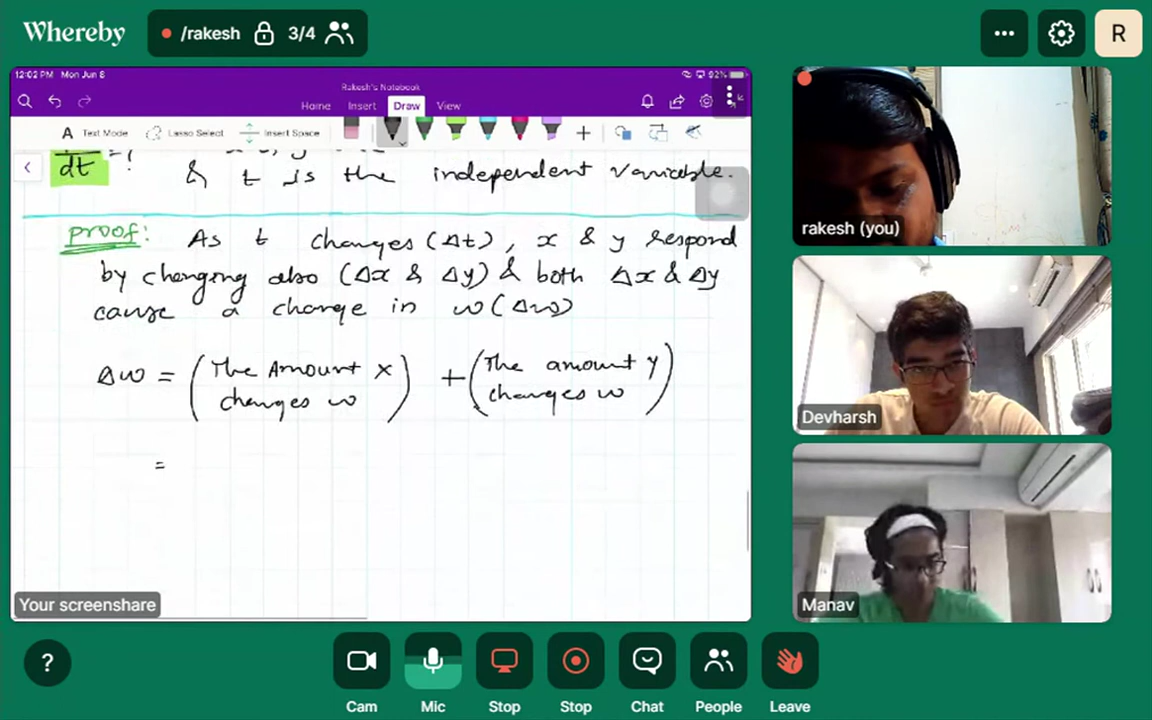 Whereby
/rakesh 3/4
R
12:02 PM Mon Jun 8
92%
Rakesh's Notebook
Home Insert Draw View
A Text Mode Lasso Select Insert Space
dt =?
& t is the independent variable.
proof: As t changes (Δt), x & y respond
by changing also (Δx & Δy) & both Δx & Δy
cause a change in w (Δw)
Δw = (The Amount x changes w) + (The amount y changes w)
=
Your screenshare
rakesh (you)
Devharsh
Manav
?
Cam Mic Stop Stop Chat People Leave